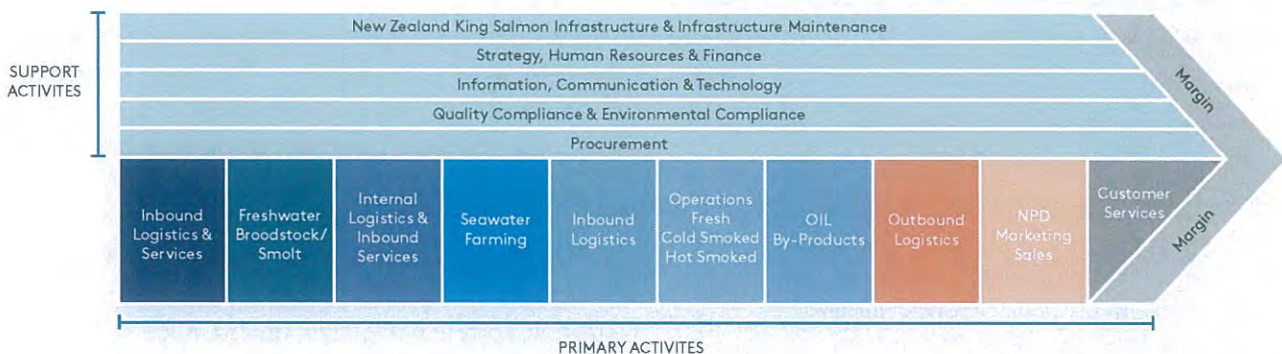 New Zealand King Salmon Infrastructure & Infrastructure Maintenance
Strategy, Human Resources & Finance
Information, Communication & Technology
Quality Compliance & Environmental Compliance
Procurement
SUPPORT
ACTIVITES
Margin
Margin
Inbound
Logistics &
Services
Freshwater
Broodstock/
Smolt
Internal
Logistics &
Inbound
Services
Seawater
Farming
Inbound
Logistics
Operations
Fresh
Cold Smoked
Hot Smoked
OIL
By-Products
Outbound
Logistics
NPD
Marketing
Sales
Customer
Services
PRIMARY ACTIVITES